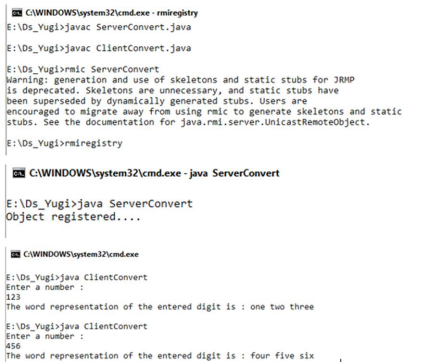 C:\WINDOWS\system32\cmd.exe - rmiregistry
E:\Ds_Yugi>javac ServerConvert.java
E:\Ds_Yugi>javac ClientConvert.java
E:\Ds_Yugi>rmic ServerConvert
Warning: generation and use of skeletons and static stubs for JRMP
is deprecated. Skeletons are unnecessary, and static stubs have
been superseded by dynamically generated stubs. Users are
encouraged to migrate away from using rmic to generate skeletons and static
stubs. See the documentation for java.rmi.server.UnicastRemoteObject.
E:\Ds_Yugi>rmiregistry
C:\WINDOWS\system32\cmd.exe - java ServerConvert
E:\Ds_Yugi>java ServerConvert
Object registered....
C:\WINDOWS\system32\cmd.exe
E:\Ds_Yugi>java ClientConvert
Enter a number :
123
The word representation of the entered digit is : one two three
E:\Ds_Yugi>java ClientConvert
Enter a number :
456
The word representation of the entered digit is : four five six